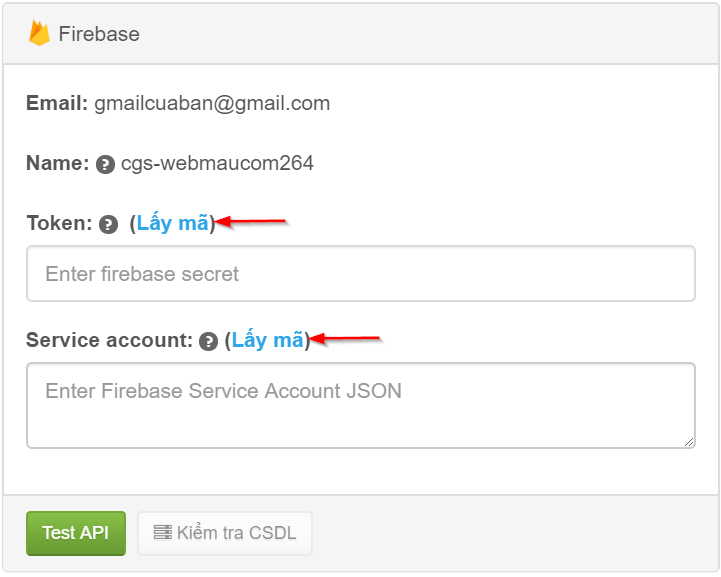 Firebase
Email: gmailcuaban@gmail.com
Name: ? cgs-webmaucom264
Token: ? (Lấy mã)
Enter firebase secret
Service account: ? (Lấy mã)
Enter Firebase Service Account JSON
Test API Kiểm tra CSDL